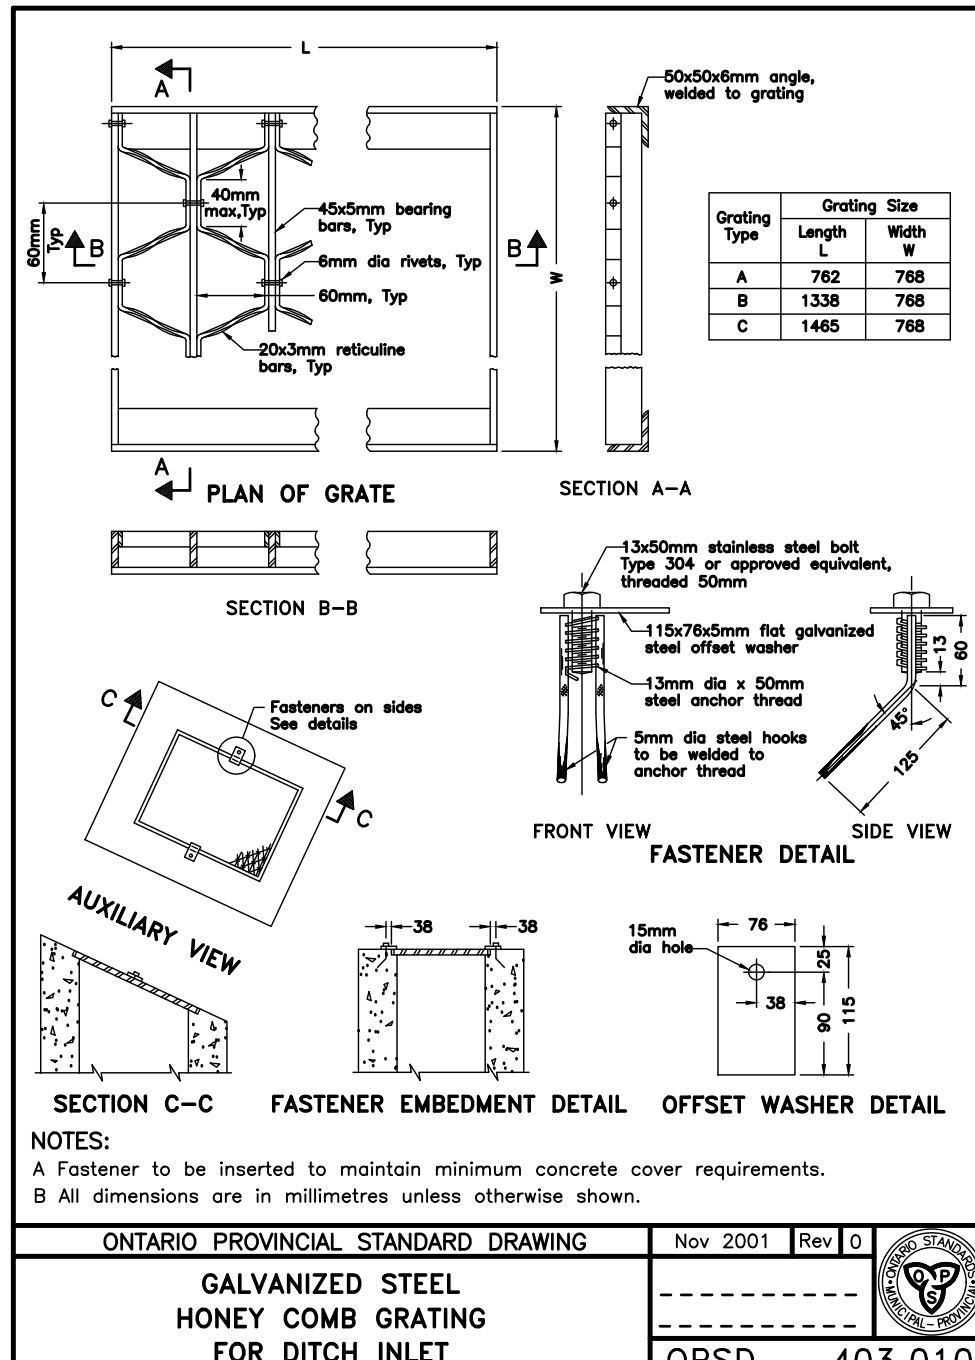 L
A
50x50x6mm angle,
welded to grating
40mm
max,Typ
60mm
Typ
B
45x5mm bearing
bars, Typ
B
6mm dia rivets, Typ
60mm, Typ
20x3mm reticuline
bars, Typ
W
Grating
Type
Grating Size
Length
L
Width
W
A 762 768
B 1338 768
C 1465 768
A
PLAN OF GRATE
SECTION A-A
SECTION B-B
13x50mm stainless steel bolt
Type 304 or approved equivalent,
threaded 50mm
115x76x5mm flat galvanized
steel offset washer
13mm dia x 50mm
steel anchor thread
5mm dia steel hooks
to be welded to
anchor thread
13
60
45°
125
FRONT VIEW
SIDE VIEW
FASTENER DETAIL
C
Fasteners on sides
See details
C
AUXILIARY VIEW
38
38
15mm
dia hole
76
25
38
90
115
SECTION C-C
FASTENER EMBEDMENT DETAIL
OFFSET WASHER DETAIL
NOTES:
A Fastener to be inserted to maintain minimum concrete cover requirements.
B All dimensions are in millimetres unless otherwise shown.
ONTARIO PROVINCIAL STANDARD DRAWING
Nov 2001 Rev 0
GALVANIZED STEEL
HONEY COMB GRATING
FOR DITCH INLET
ONTARIO STANDARDS
MUNICIPAL - PROVINCIAL
OPS
OPSD 403.010